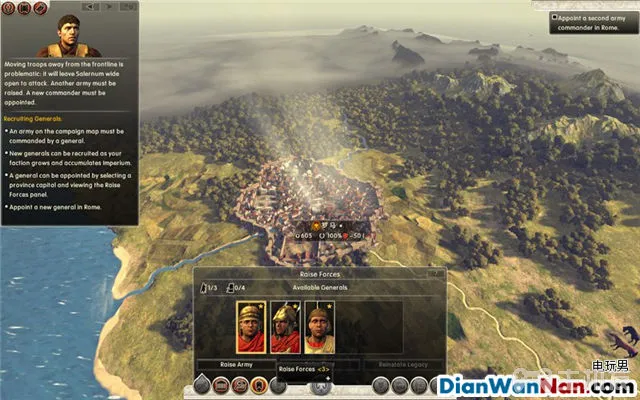 Appoint a second army
commander in Rome.
Moving troops away from the frontline is
problematic: it will leave Salernum wide
open to attack. Another army must be
raised. A new commander must be
appointed.
Recruiting Generals:
An army on the campaign map must be
commanded by a general.
New generals can be recruited as your
faction grows and accumulates Imperium.
A general can be appointed by selecting a
province capital and viewing the Raise
Forces panel.
Appoint a new general in Rome.
罗马
605 100% -50
Raise Forces
1/3 0/4 Available Generals
Raise Army Reinstate Legacy
Raise Forces <3>
电玩男
DianWanNan.com